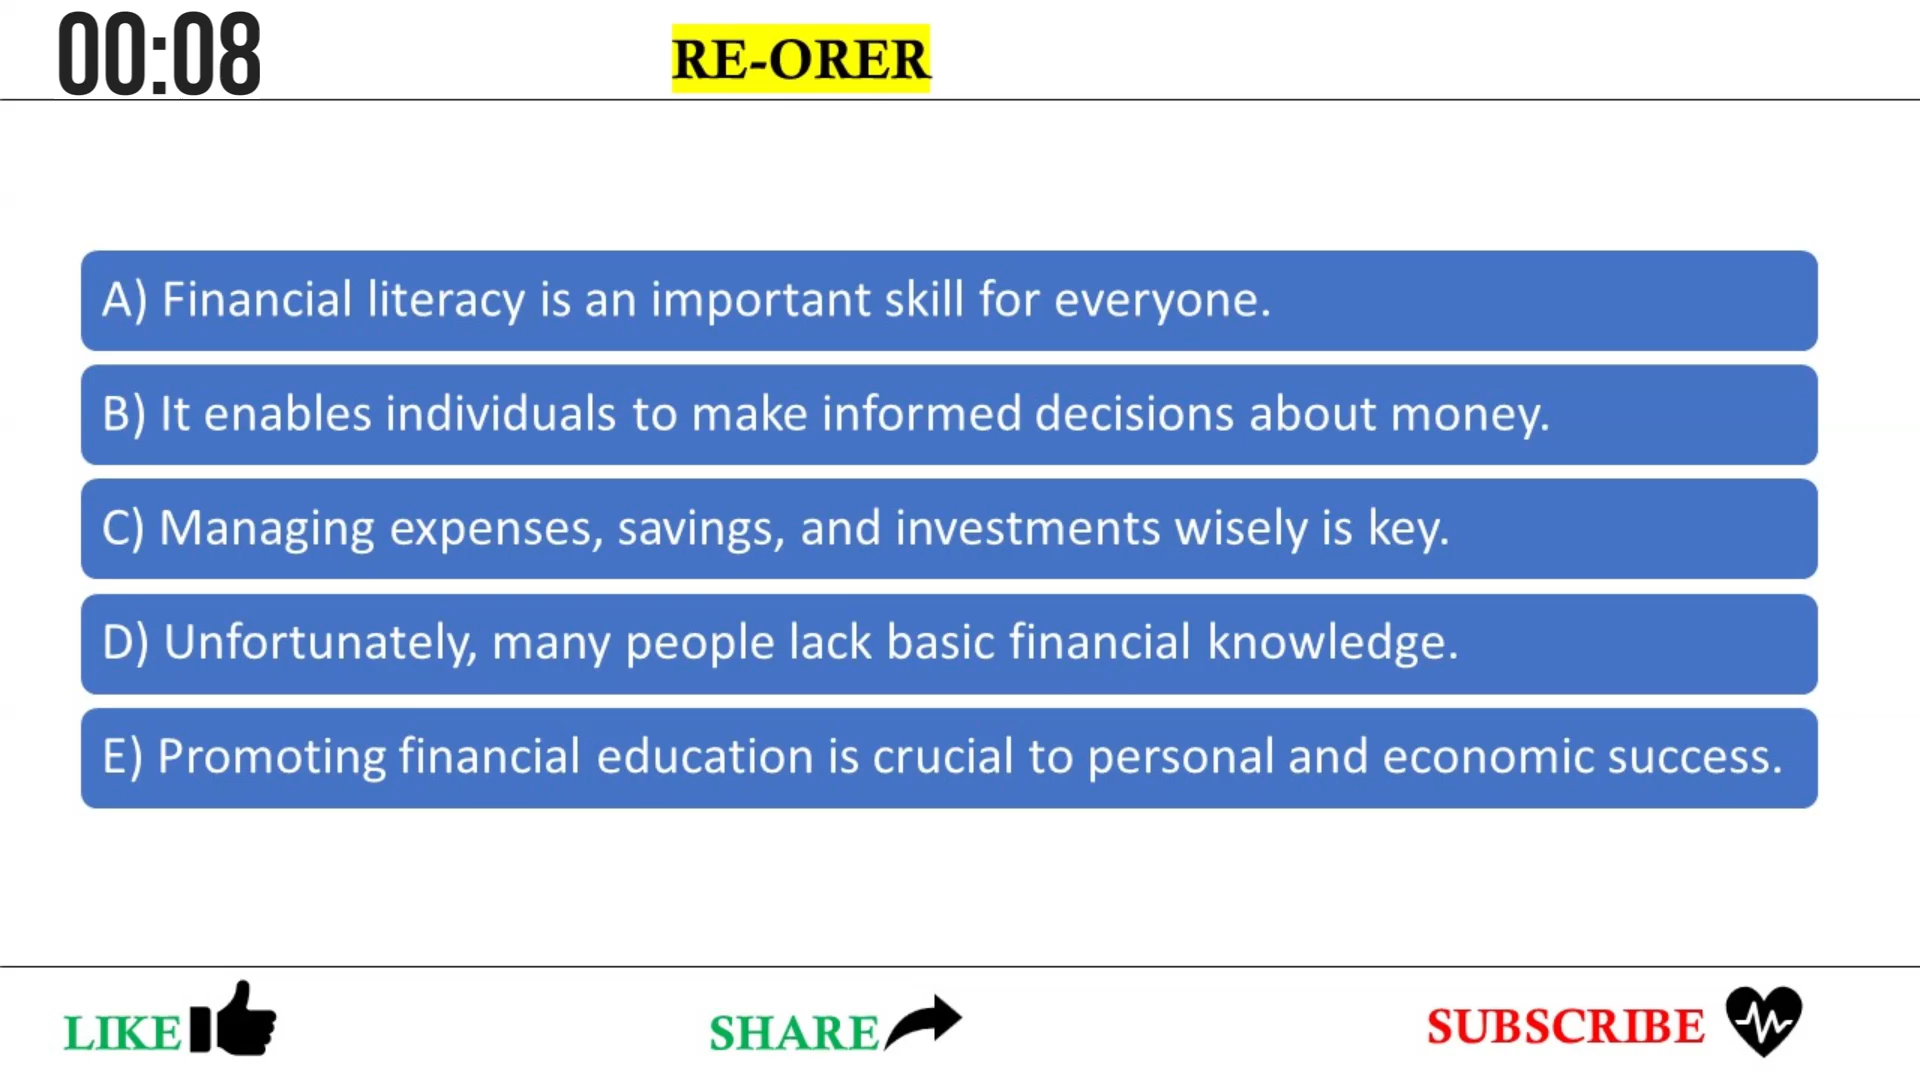 00:08
RE-ORER
A) Financial literacy is an important skill for everyone.
B) It enables individuals to make informed decisions about money.
C) Managing expenses, savings, and investments wisely is key.
D) Unfortunately, many people lack basic financial knowledge.
E) Promoting financial education is crucial to personal and economic success.
LIKE
SHARE
SUBSCRIBE